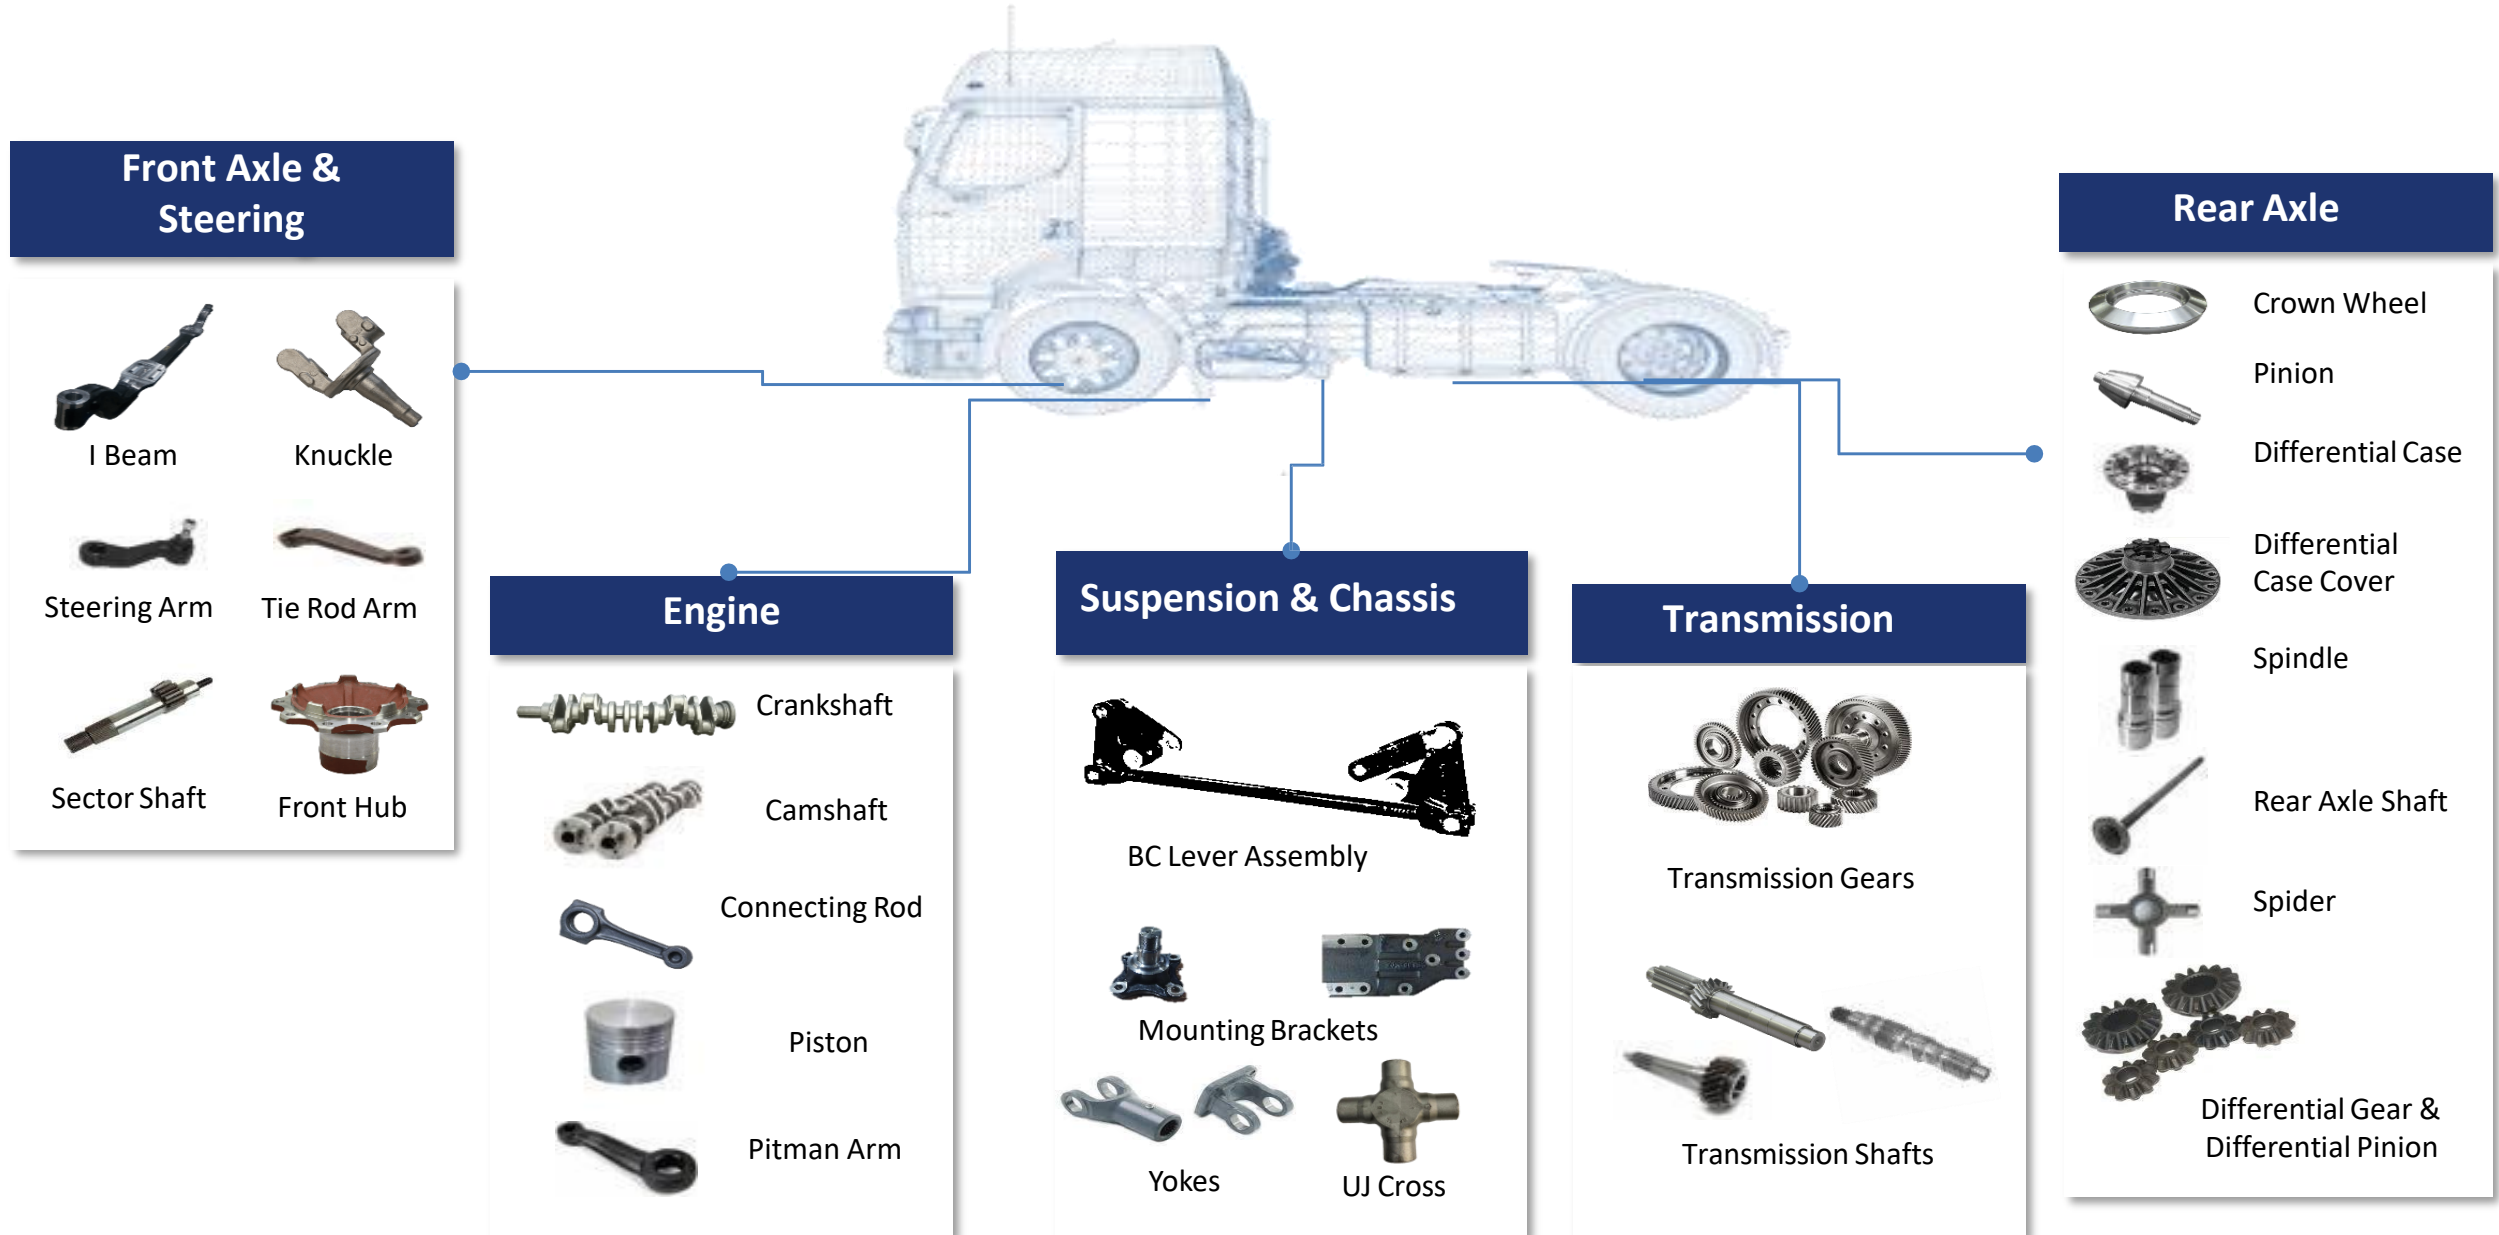 Front Axle &
Steering
I Beam
Knuckle
Steering Arm
Tie Rod Arm
Sector Shaft
Front Hub
Engine
Crankshaft
Camshaft
Connecting Rod
Piston
Pitman Arm
Suspension & Chassis
BC Lever Assembly
Mounting Brackets
Yokes
UJ Cross
Transmission
Transmission Gears
Transmission Shafts
Rear Axle
Crown Wheel
Pinion
Differential Case
Differential
Case Cover
Spindle
Rear Axle Shaft
Spider
Differential Gear &
Differential Pinion